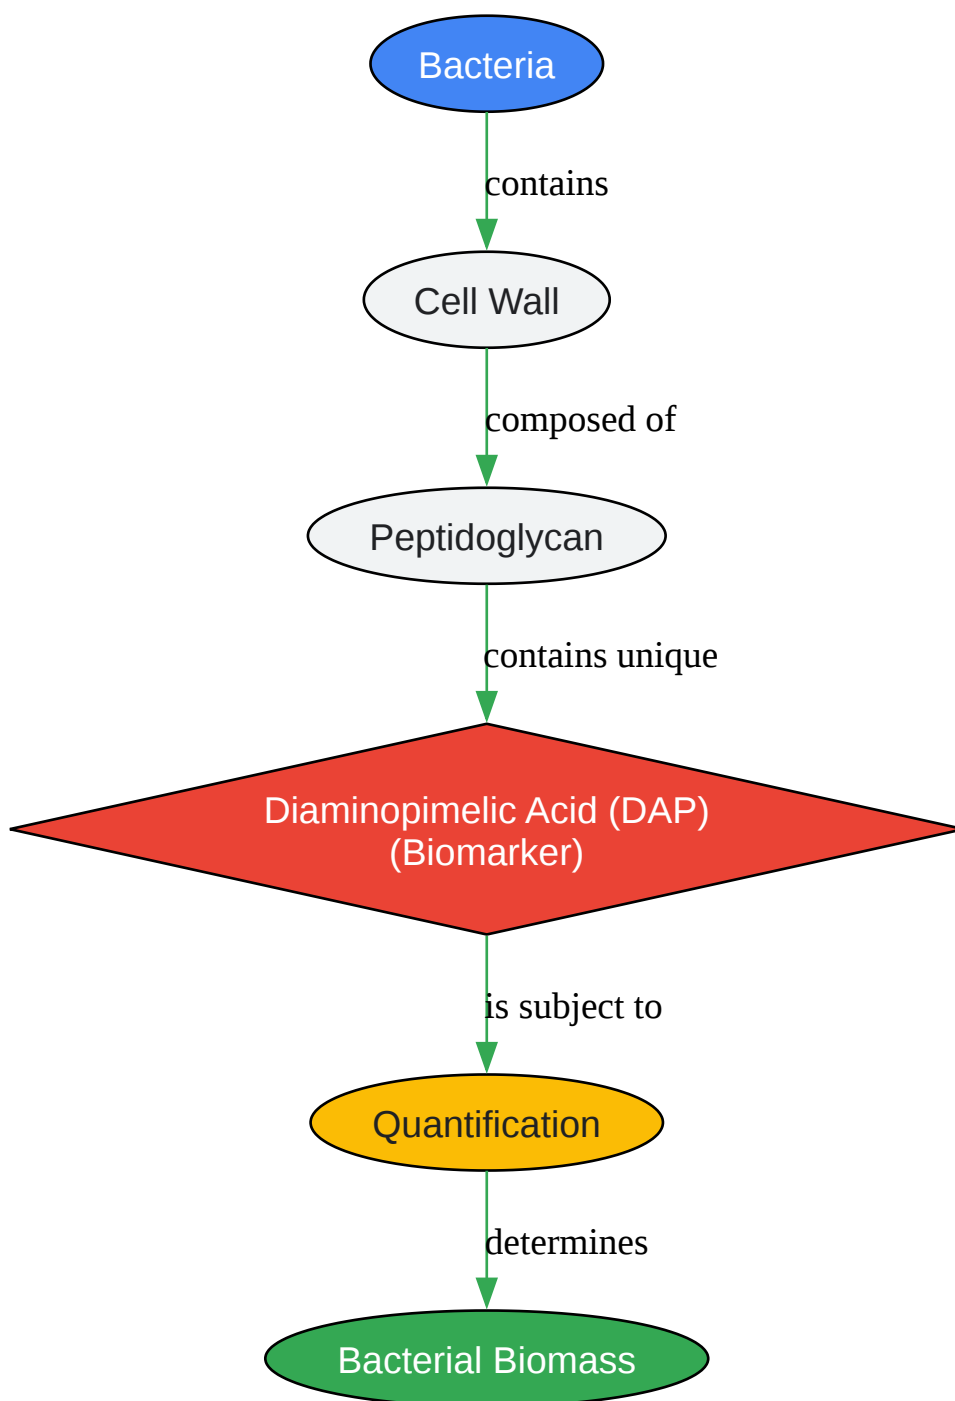 Bacteria
contains
Cell Wall
composed of
Peptidoglycan
contains unique
Diaminopimelic Acid (DAP)
(Biomarker)
is subject to
Quantification
determines
Bacterial Biomass